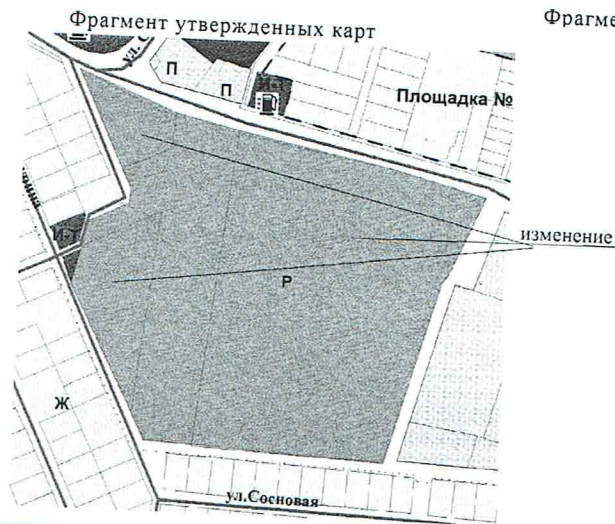 Фрагмент утвержденных карт
Фрагме
П
П
Площадка №
изменение
И-Т
Р
Ж
ул.Сосновая